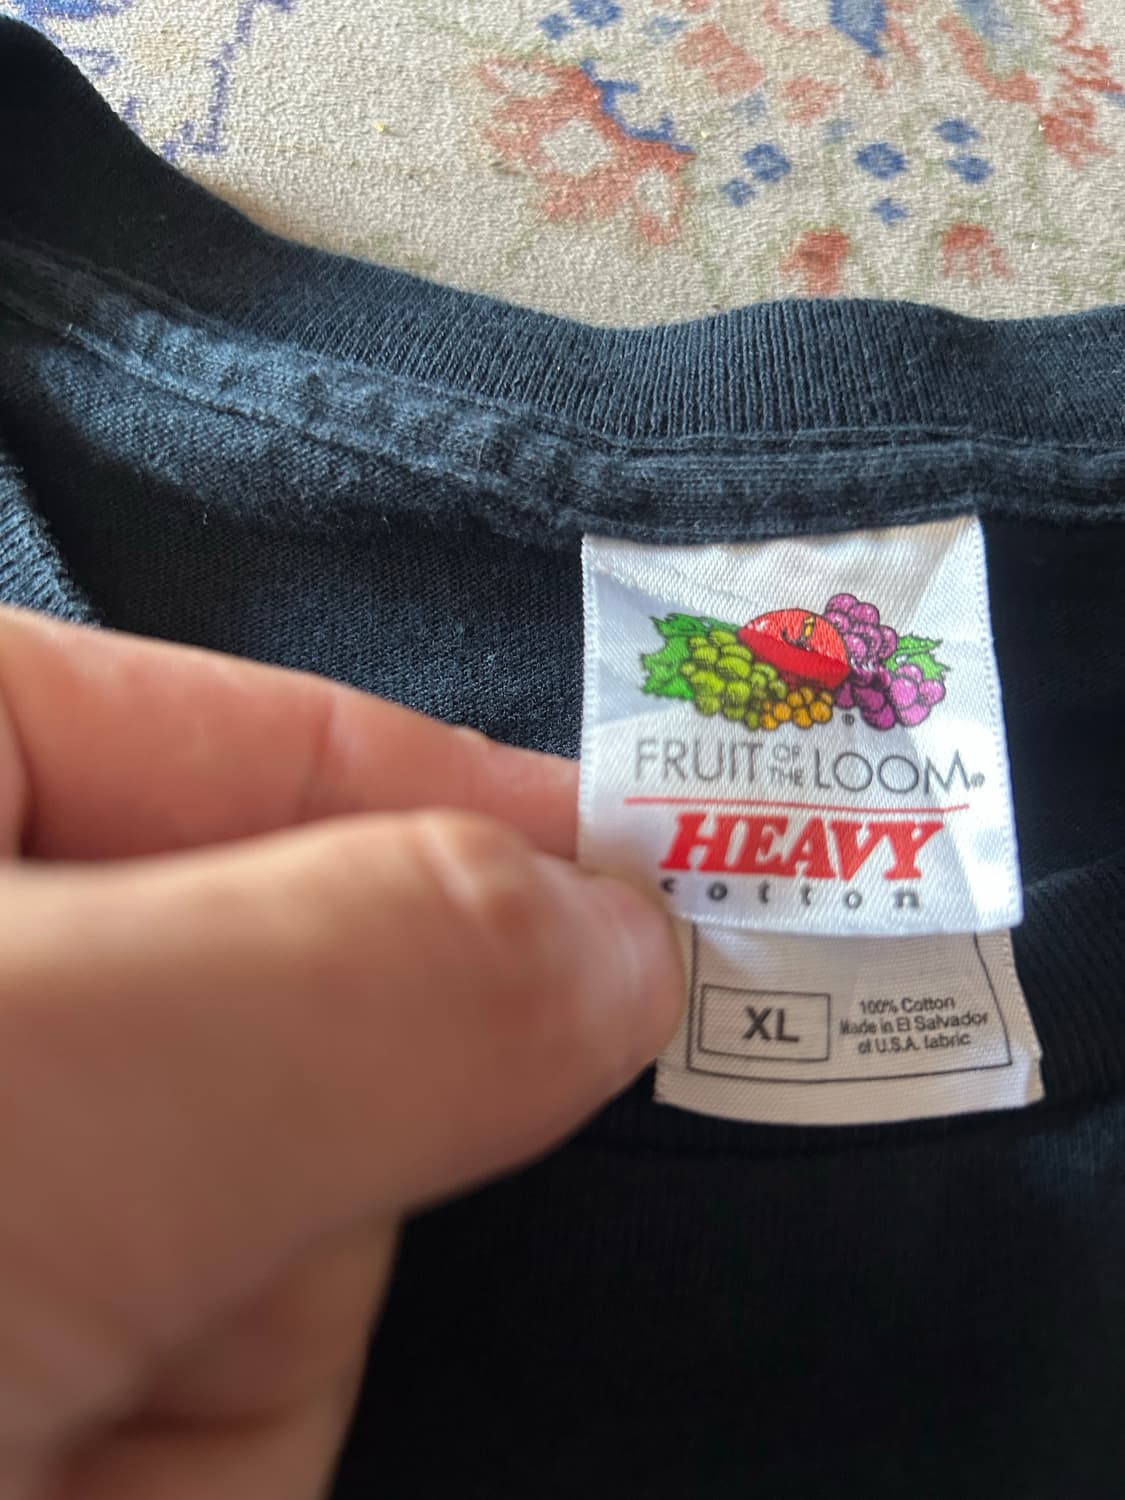 FRUIT OF THE LOOM®
HEAVY
cotton
XL
100% Cotton
Made in El Salvador
of U.S.A. fabric